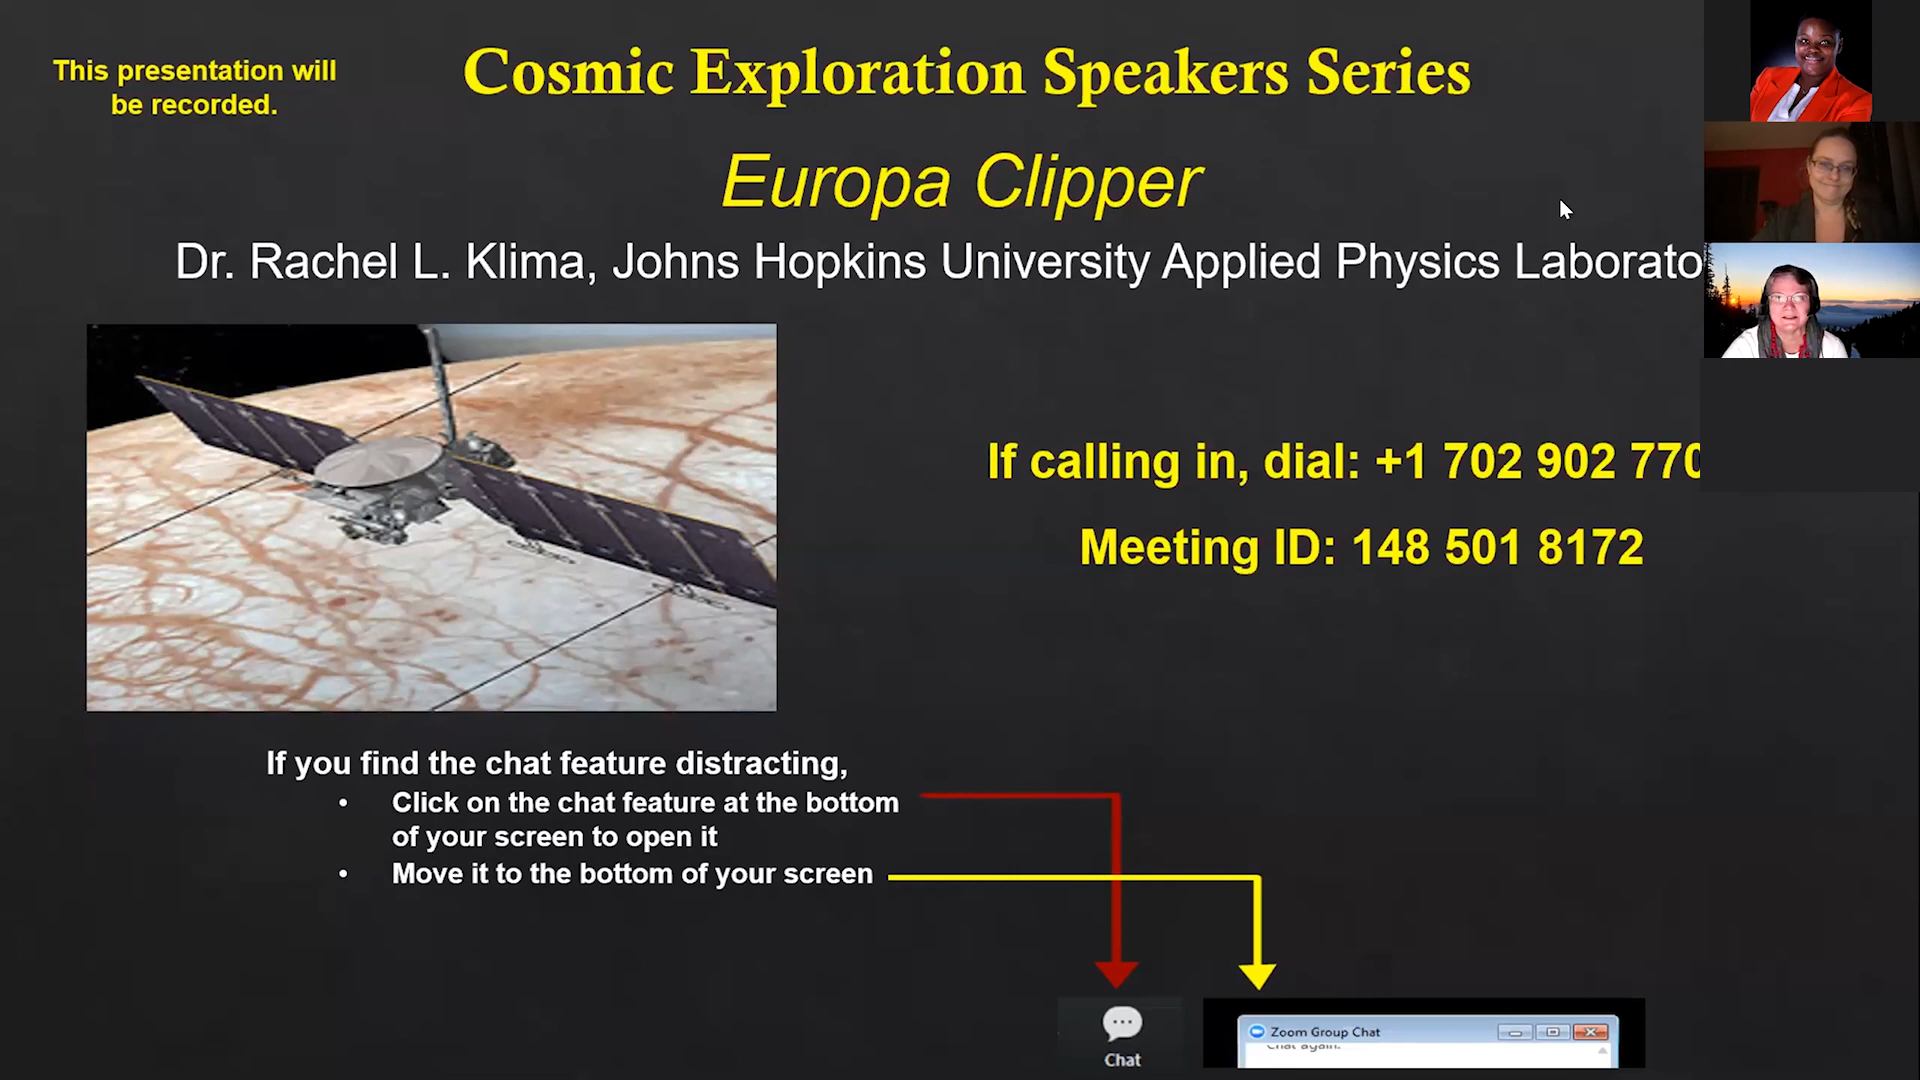 This presentation will
be recorded.
Cosmic Exploration Speakers Series
Europa Clipper
Dr. Rachel L. Klima, Johns Hopkins University Applied Physics Laborato
If calling in, dial: +1 702 902 770
Meeting ID: 148 501 8172
If you find the chat feature distracting,
• Click on the chat feature at the bottom
of your screen to open it
• Move it to the bottom of your screen
Chat
Zoom Group Chat
Chat again.